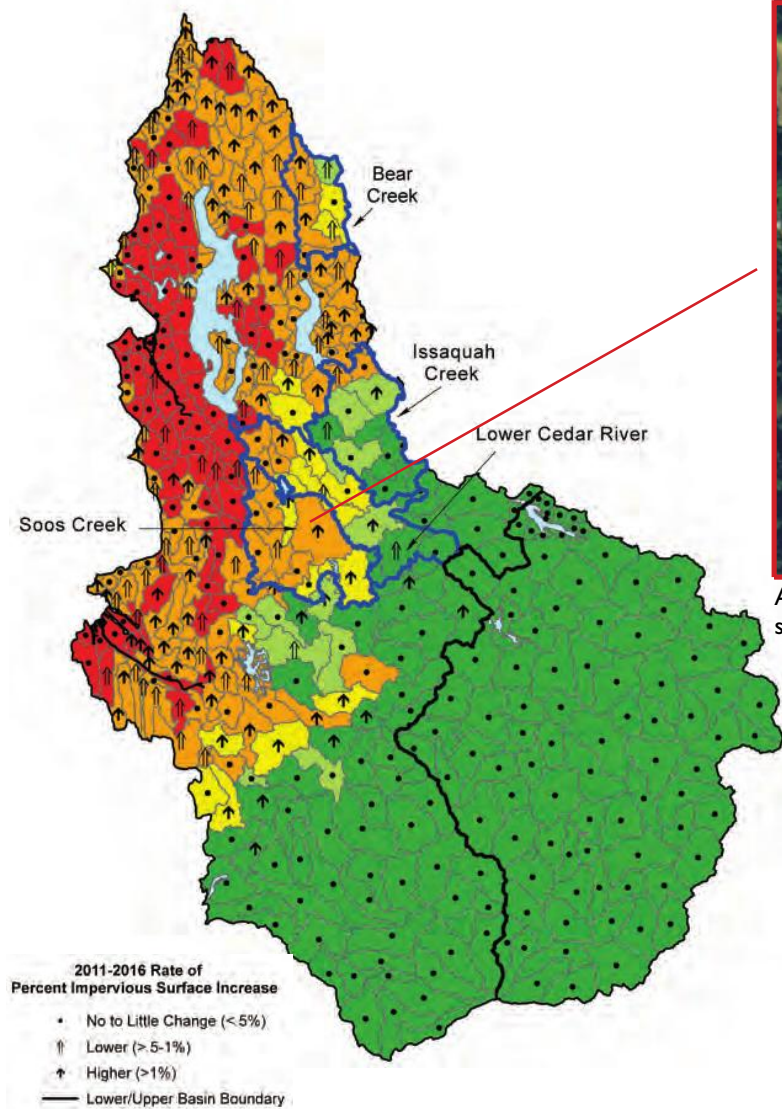 Bear
Creek
Issaquah
Creek
Lower Cedar River
Soos Creek
A
s
2011-2016 Rate of
Percent Impervious Surface Increase
No to Little Change (<.5%)
Lower (>.5-1%)
Higher (>1%)
Lower/Upper Basin Boundary